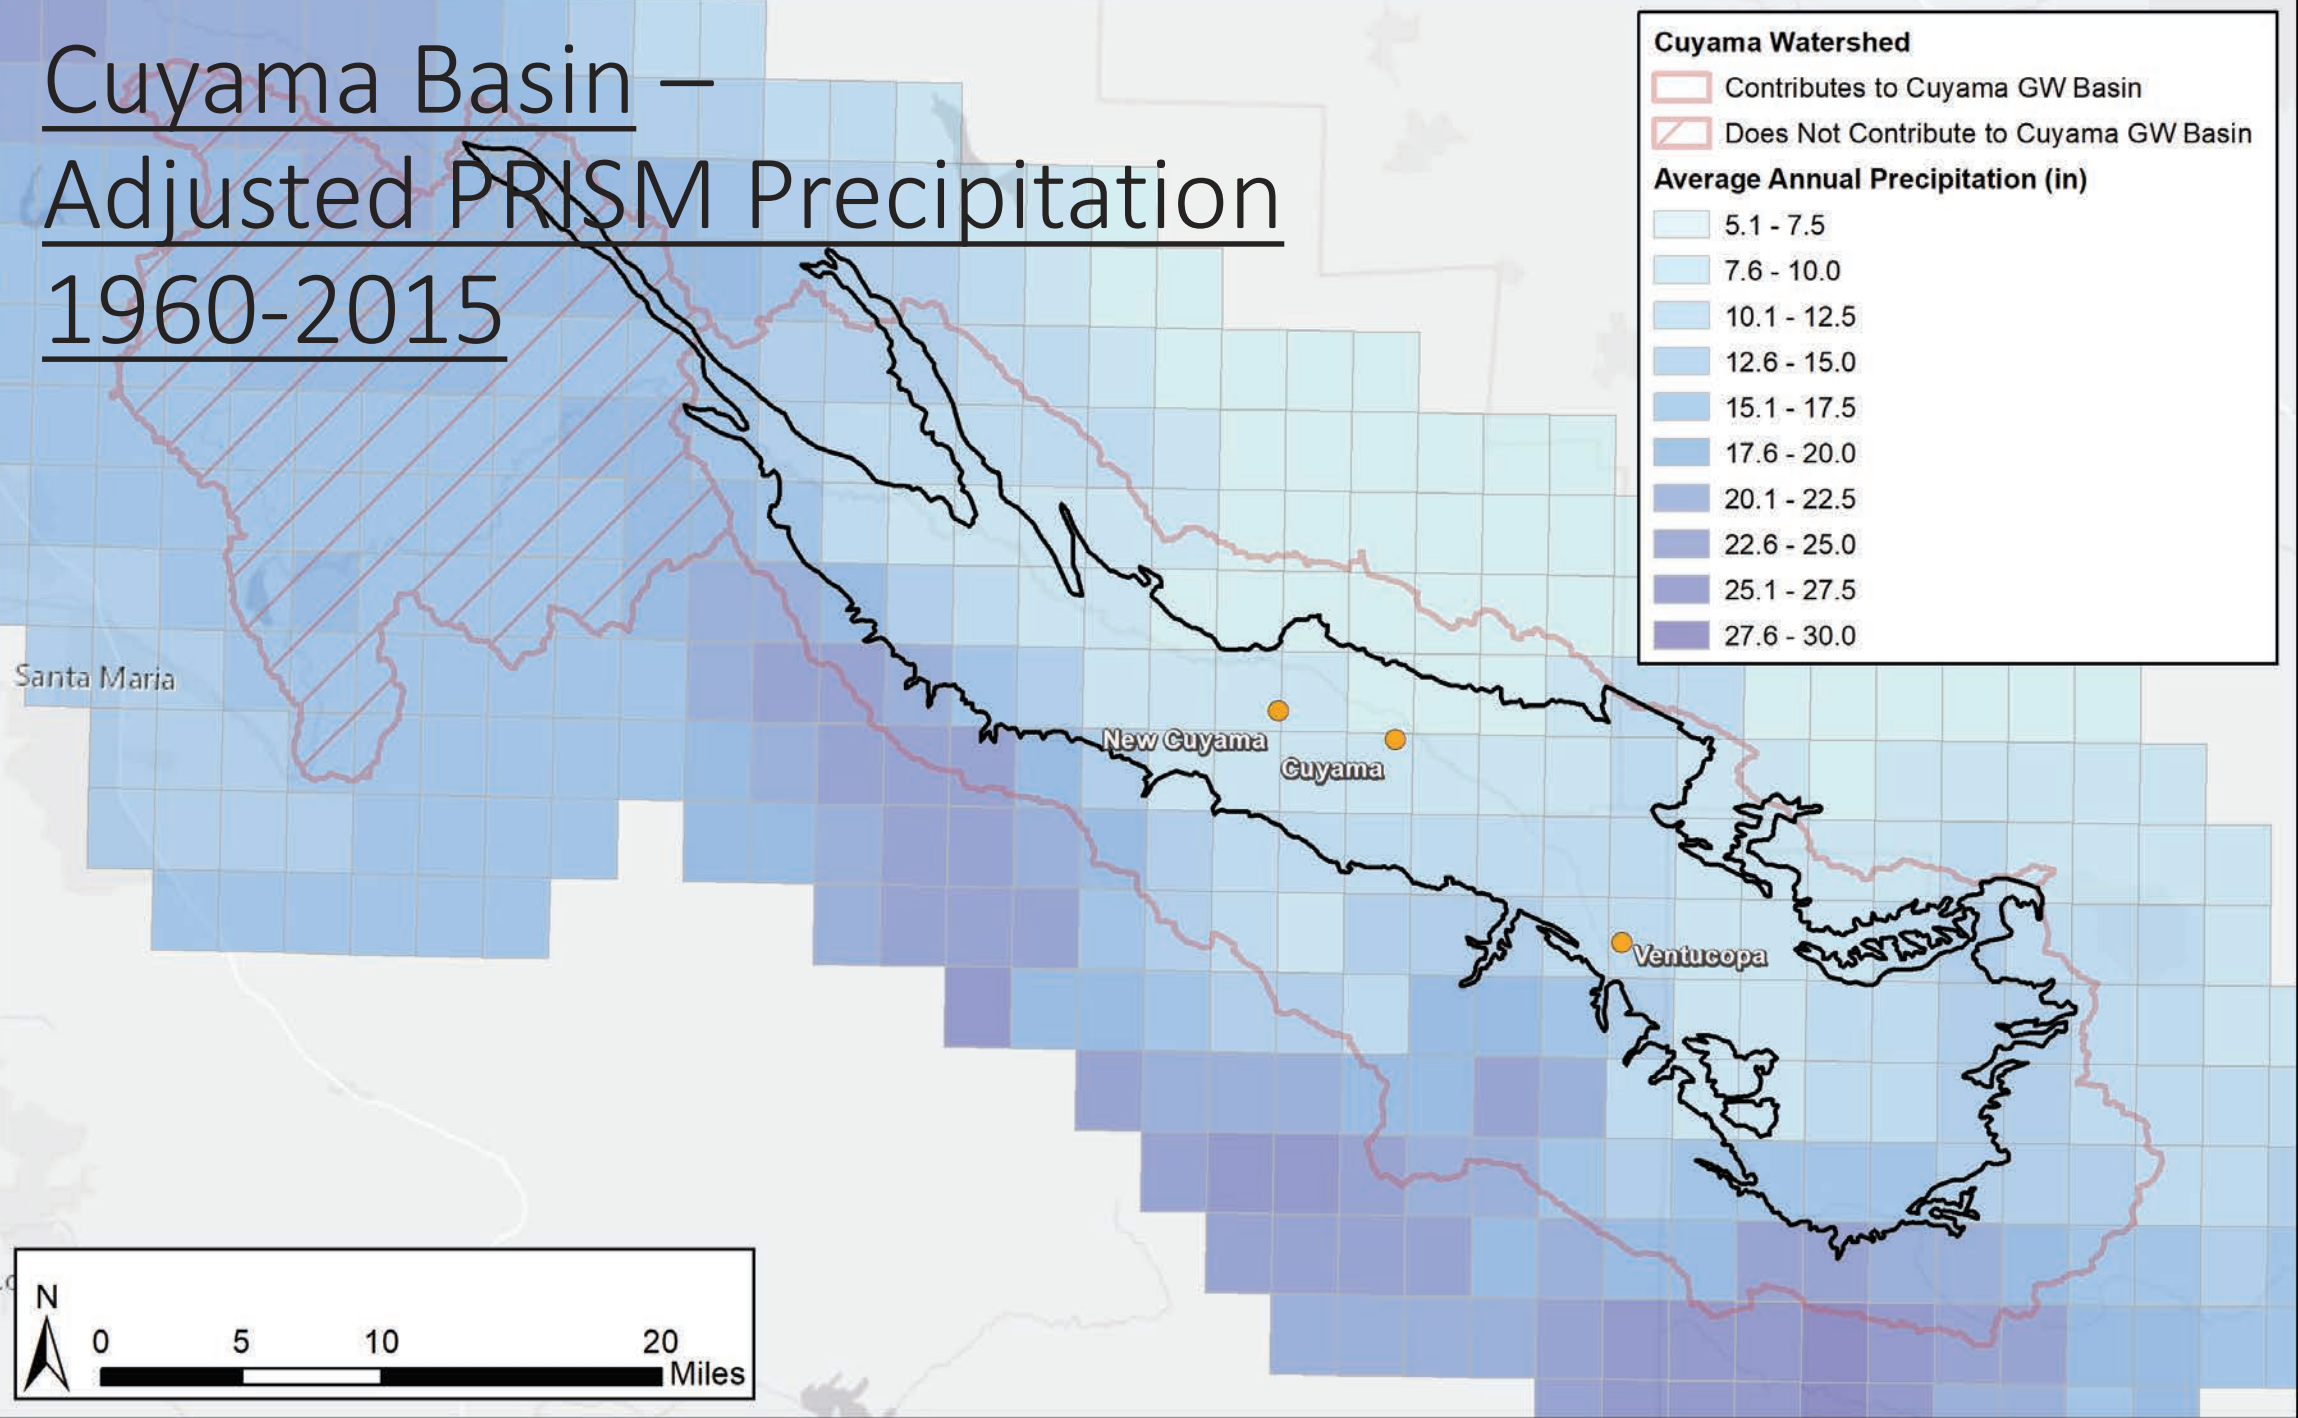 Cuyama Basin –
Adjusted PRISM Precipitation
1960-2015
Cuyama Watershed
Contributes to Cuyama GW Basin
Does Not Contribute to Cuyama GW Basin
Average Annual Precipitation (in)
5.1 - 7.5
7.6 - 10.0
10.1 - 12.5
12.6 - 15.0
15.1 - 17.5
17.6 - 20.0
20.1 - 22.5
22.6 - 25.0
25.1 - 27.5
27.6 - 30.0
Santa Maria
New Cuyama
Cuyama
Ventucopa
N
0 5 10 20
Miles